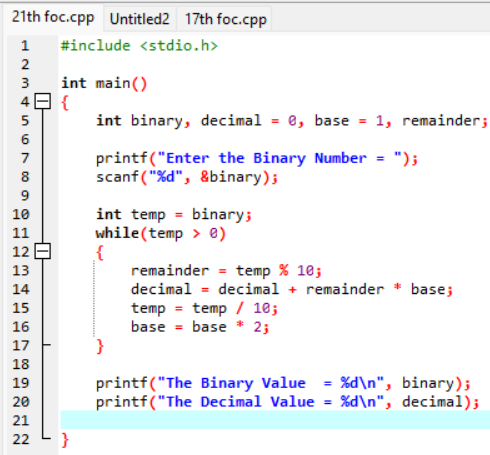 21th foc.cpp Untitled2 17th foc.cpp
1 #include <stdio.h>
2
3 int main()
4 {
5 int binary, decimal = 0, base = 1, remainder;
6
7 printf("Enter the Binary Number = ");
8 scanf("%d", &binary);
9
10 int temp = binary;
11 while(temp > 0)
12 {
13 remainder = temp % 10;
14 decimal = decimal + remainder * base;
15 temp = temp / 10;
16 base = base * 2;
17 }
18
19 printf("The Binary Value  = %d\n", binary);
20 printf("The Decimal Value = %d\n", decimal);
21
22 }